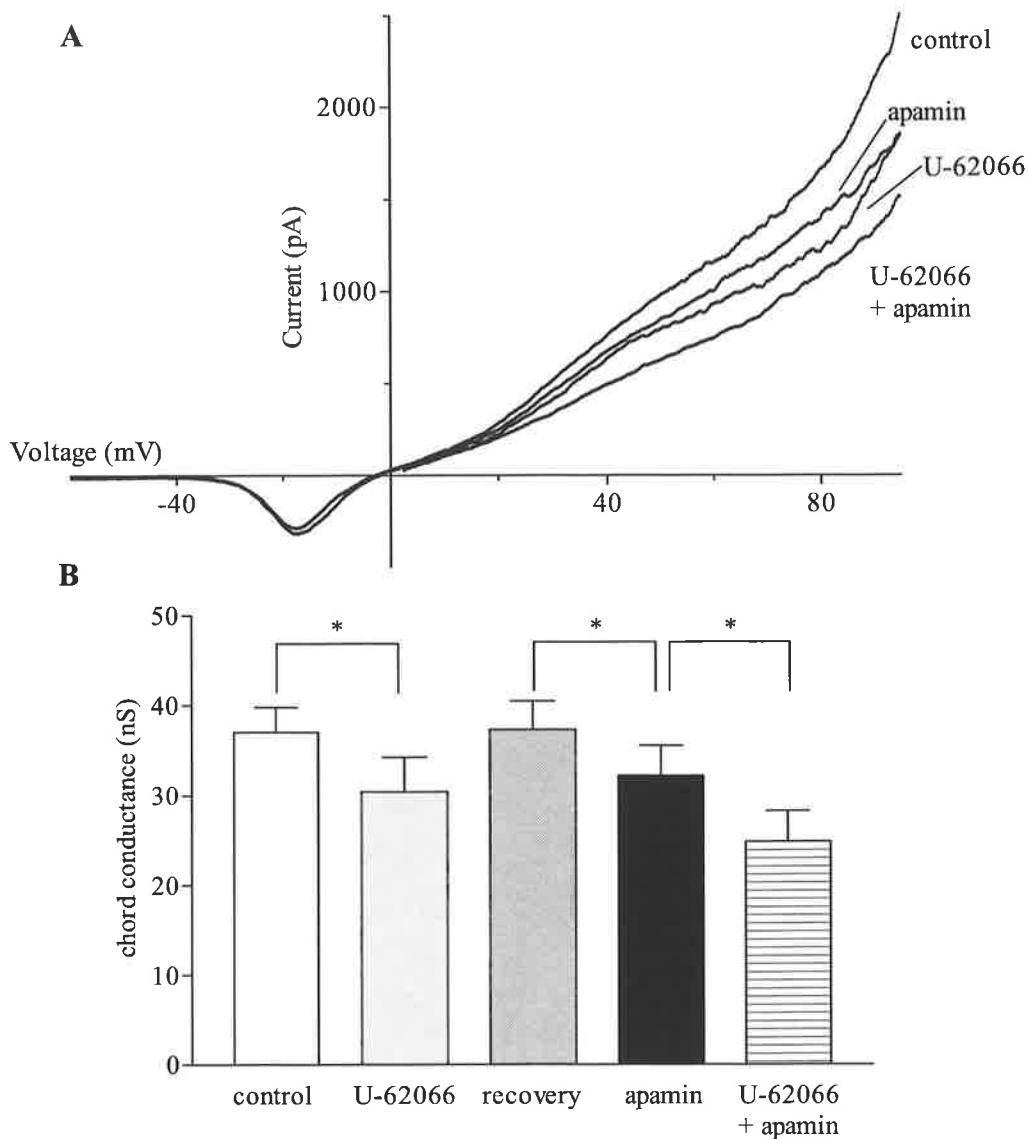 A
control
2000
apamin
U-62066
Current (pA)
1000
U-62066
+ apamin
Voltage (mV)
-40
40
80
B
50
*
*
*
40
chord conductance (nS)
30
20
10
0
control
U-62066
recovery
apamin
U-62066
+ apamin